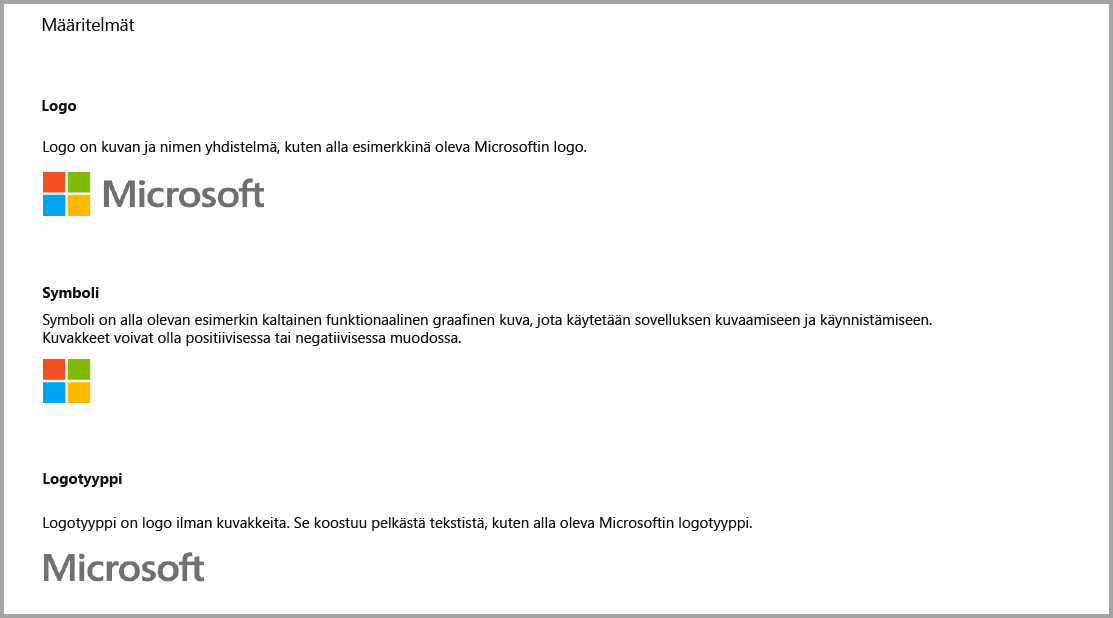 Määritelmät
Logo
Logo on kuvan ja nimen yhdistelmä, kuten alla esimerkkinä oleva Microsoftin logo.
Microsoft
Symboli
Symboli on alla olevan esimerkin kaltainen funktionaalinen graafinen kuva, jota käytetään sovelluksen kuvaamiseen ja käynnistämiseen.
Kuvakkeet voivat olla positiivisessa tai negatiivisessa muodossa.
Logotyyppi
Logotyyppi on logo ilman kuvakkeita. Se koostuu pelkästä tekstistä, kuten alla oleva Microsoftin logotyyppi.
Microsoft